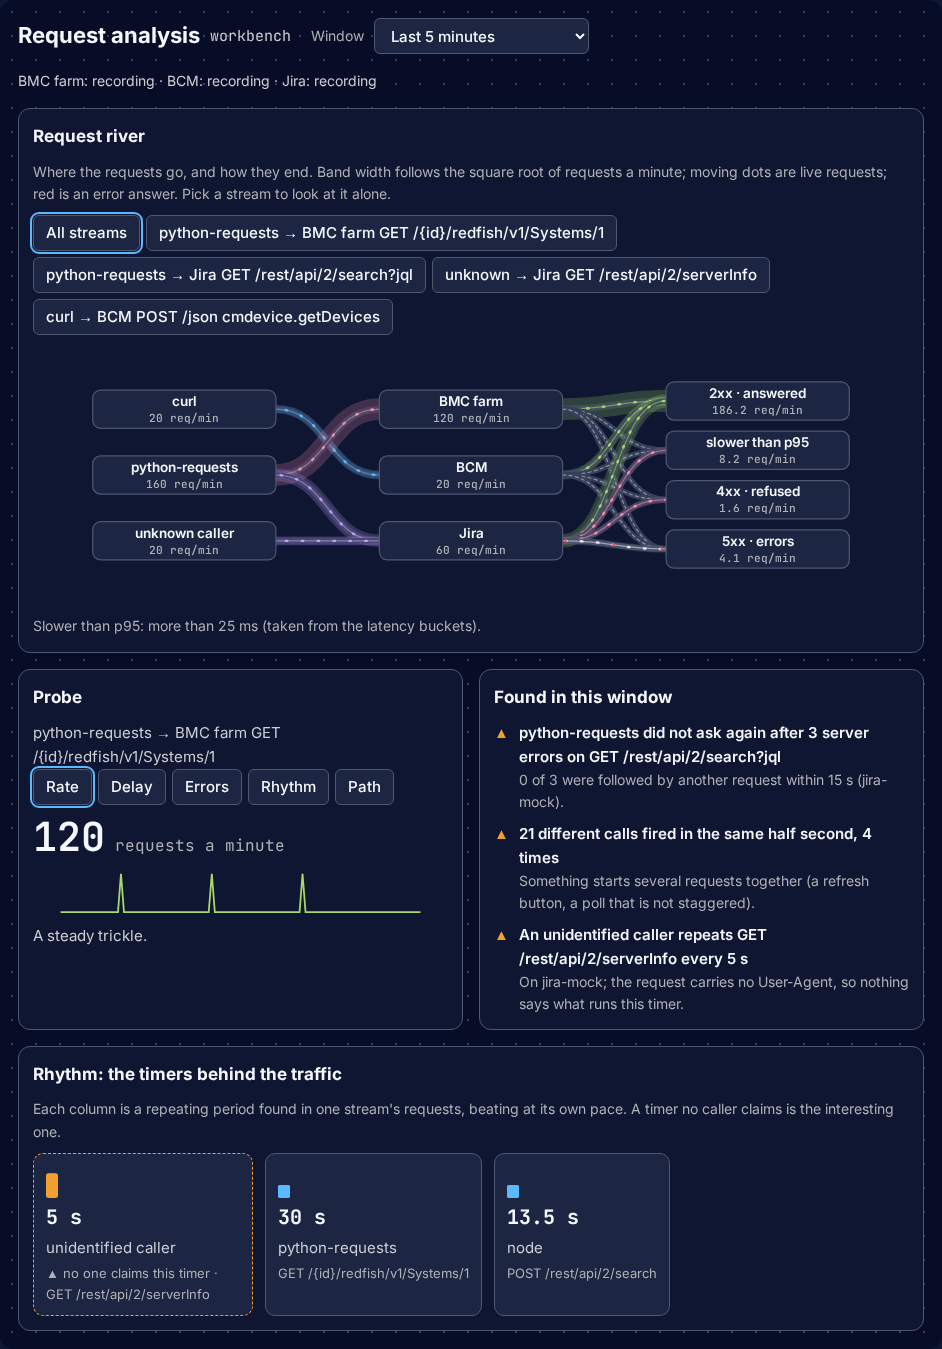 Request analysis workbench · Window Last 5 minutes
BMC farm: recording · BCM: recording · Jira: recording
Request river
Where the requests go, and how they end. Band width follows the square root of requests a minute; moving dots are live requests;
red is an error answer. Pick a stream to look at it alone.
All streams python-requests → BMC farm GET /{id}/redfish/v1/Systems/1
python-requests → Jira GET /rest/api/2/search?jql unknown → Jira GET /rest/api/2/serverInfo
curl → BCM POST /json cmdevice.getDevices
curl
20 req/min
python-requests
160 req/min
unknown caller
20 req/min
BMC farm
120 req/min
BCM
20 req/min
Jira
60 req/min
2xx · answered
186.2 req/min
slower than p95
8.2 req/min
4xx · refused
1.6 req/min
5xx · errors
4.1 req/min
Slower than p95: more than 25 ms (taken from the latency buckets).
Probe
python-requests → BMC farm GET
/{id}/redfish/v1/Systems/1
Rate Delay Errors Rhythm Path
120 requests a minute
A steady trickle.
Found in this window
▲ python-requests did not ask again after 3 server
errors on GET /rest/api/2/search?jql
0 of 3 were followed by another request within 15 s (jira-
mock).
▲ 21 different calls fired in the same half second, 4
times
Something starts several requests together (a refresh
button, a poll that is not staggered).
▲ An unidentified caller repeats GET
/rest/api/2/serverInfo every 5 s
On jira-mock; the request carries no User-Agent, so nothing
says what runs this timer.
Rhythm: the timers behind the traffic
Each column is a repeating period found in one stream's requests, beating at its own pace. A timer no caller claims is the interesting
one.
5 s
unidentified caller
▲ no one claims this timer ·
GET /rest/api/2/serverInfo
30 s
python-requests
GET /{id}/redfish/v1/Systems/1
13.5 s
node
POST /rest/api/2/search